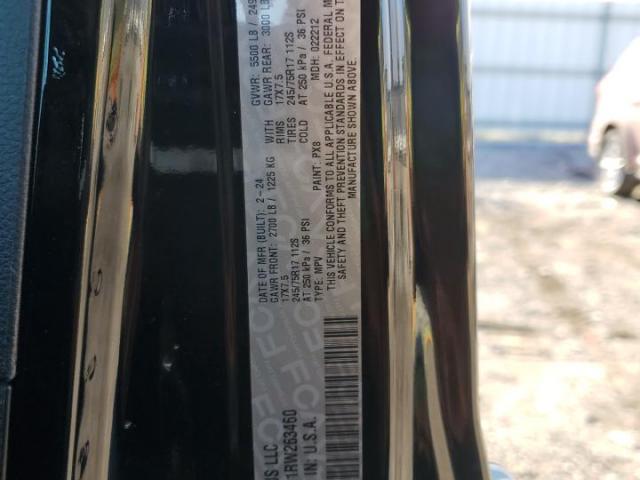 S LLC
DATE OF MFR (BUILT): 2-24
GVWR: 5500 LB / 249
GAWR FRONT: 2700 LB / 1225 KG
WITH
GAWR REAR: 3000 LB
17X7.5
RIMS
17X7.5
245/75R17 112S
TIRES
245/75R17 112S
AT 250 kPa / 36 PSI
COLD
AT 250 kPa / 36 PSI
TYPE: MPV
PAINT: PX8
MDH: 022212
THIS VEHICLE CONFORMS TO ALL APPLICABLE U.S.A. FEDERAL M
SAFETY AND THEFT PREVENTION STANDARDS IN EFFECT ON T
MANUFACTURE SHOWN ABOVE.
1RW263460
IN: U.S.A.